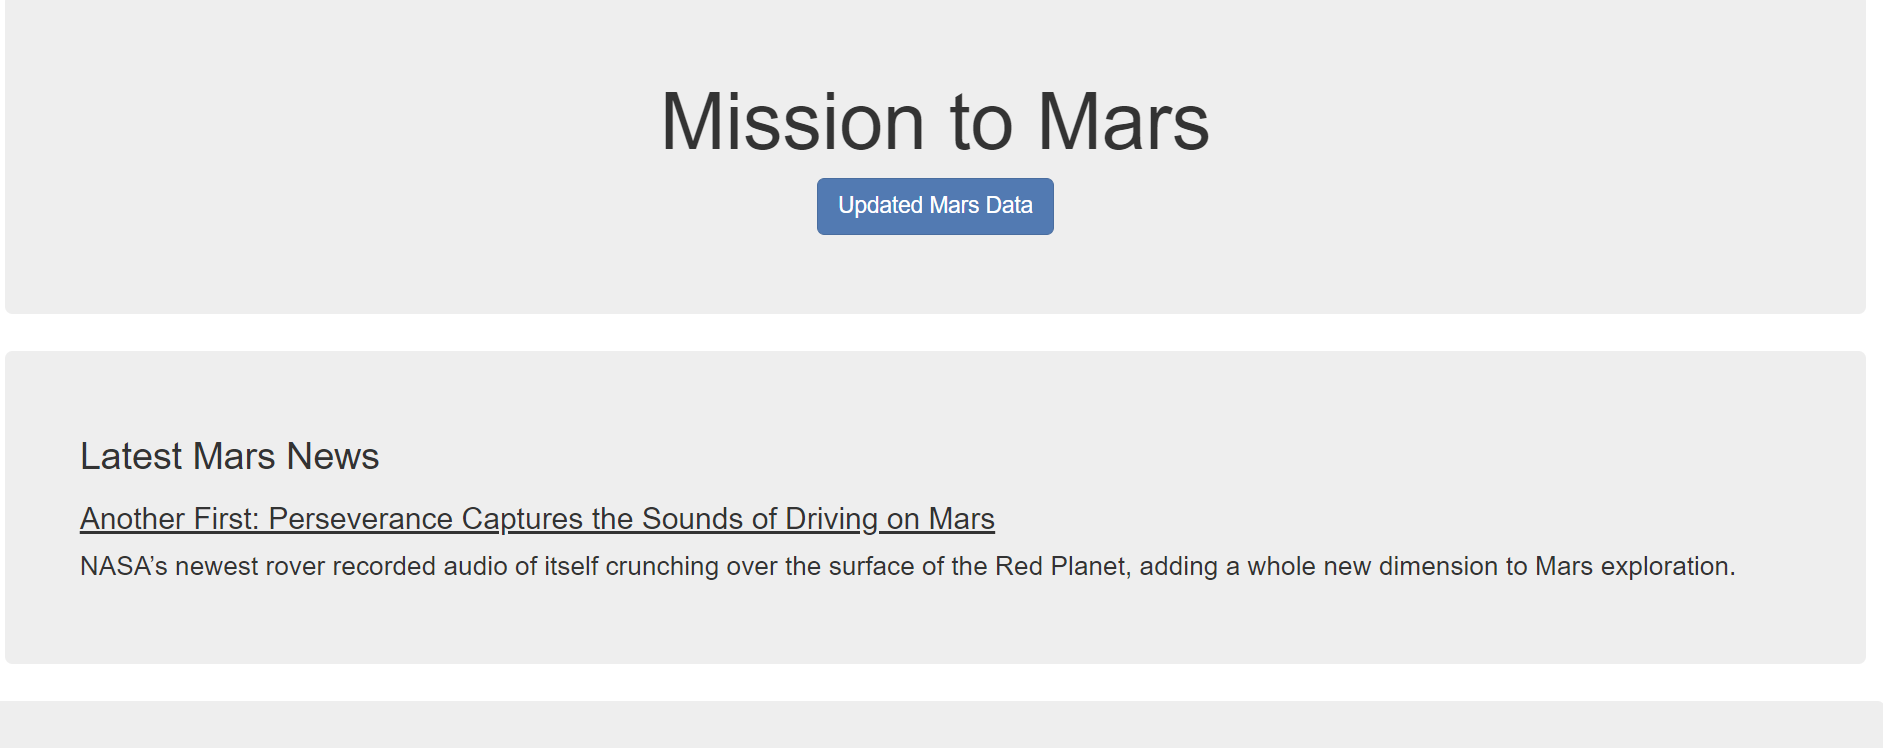 Mission to Mars
Updated Mars Data
Latest Mars News
Another First: Perseverance Captures the Sounds of Driving on Mars
NASA’s newest rover recorded audio of itself crunching over the surface of the Red Planet, adding a whole new dimension to Mars exploration.